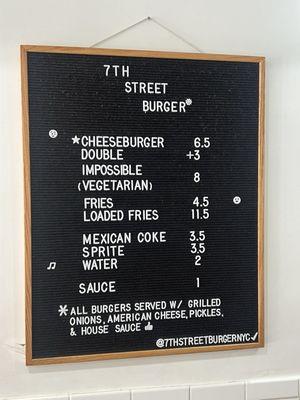 7TH
STREET
BURGER®
★CHEESEBURGER 6.5
DOUBLE +3
IMPOSSIBLE
(VEGETARIAN) 8
FRIES 4.5
LOADED FRIES 11.5
MEXICAN COKE 3.5
SPRITE 3.5
WATER 2
SAUCE 1
*ALL BURGERS SERVED W/ GRILLED
ONIONS, AMERICAN CHEESE, PICKLES,
& HOUSE SAUCE 👍
@7THSTREETBURGERNYC✓